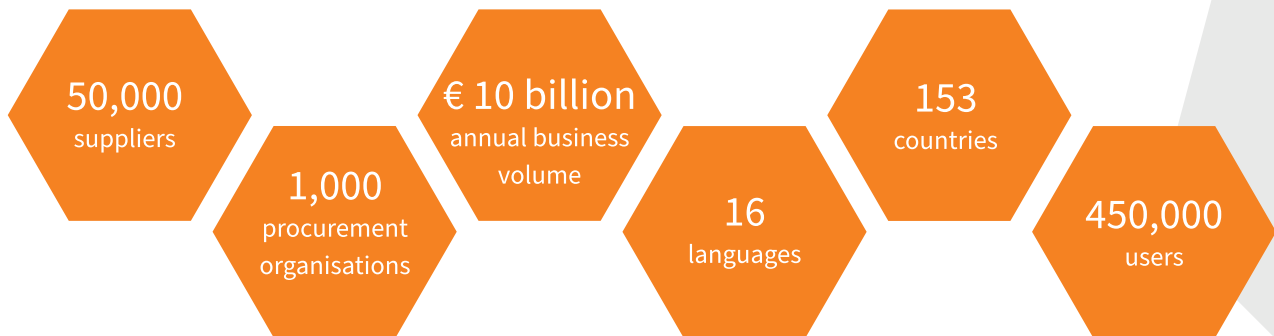 50,000
suppliers
1,000
procurement
organisations
€ 10 billion
annual business
volume
16
languages
153
countries
450,000
users